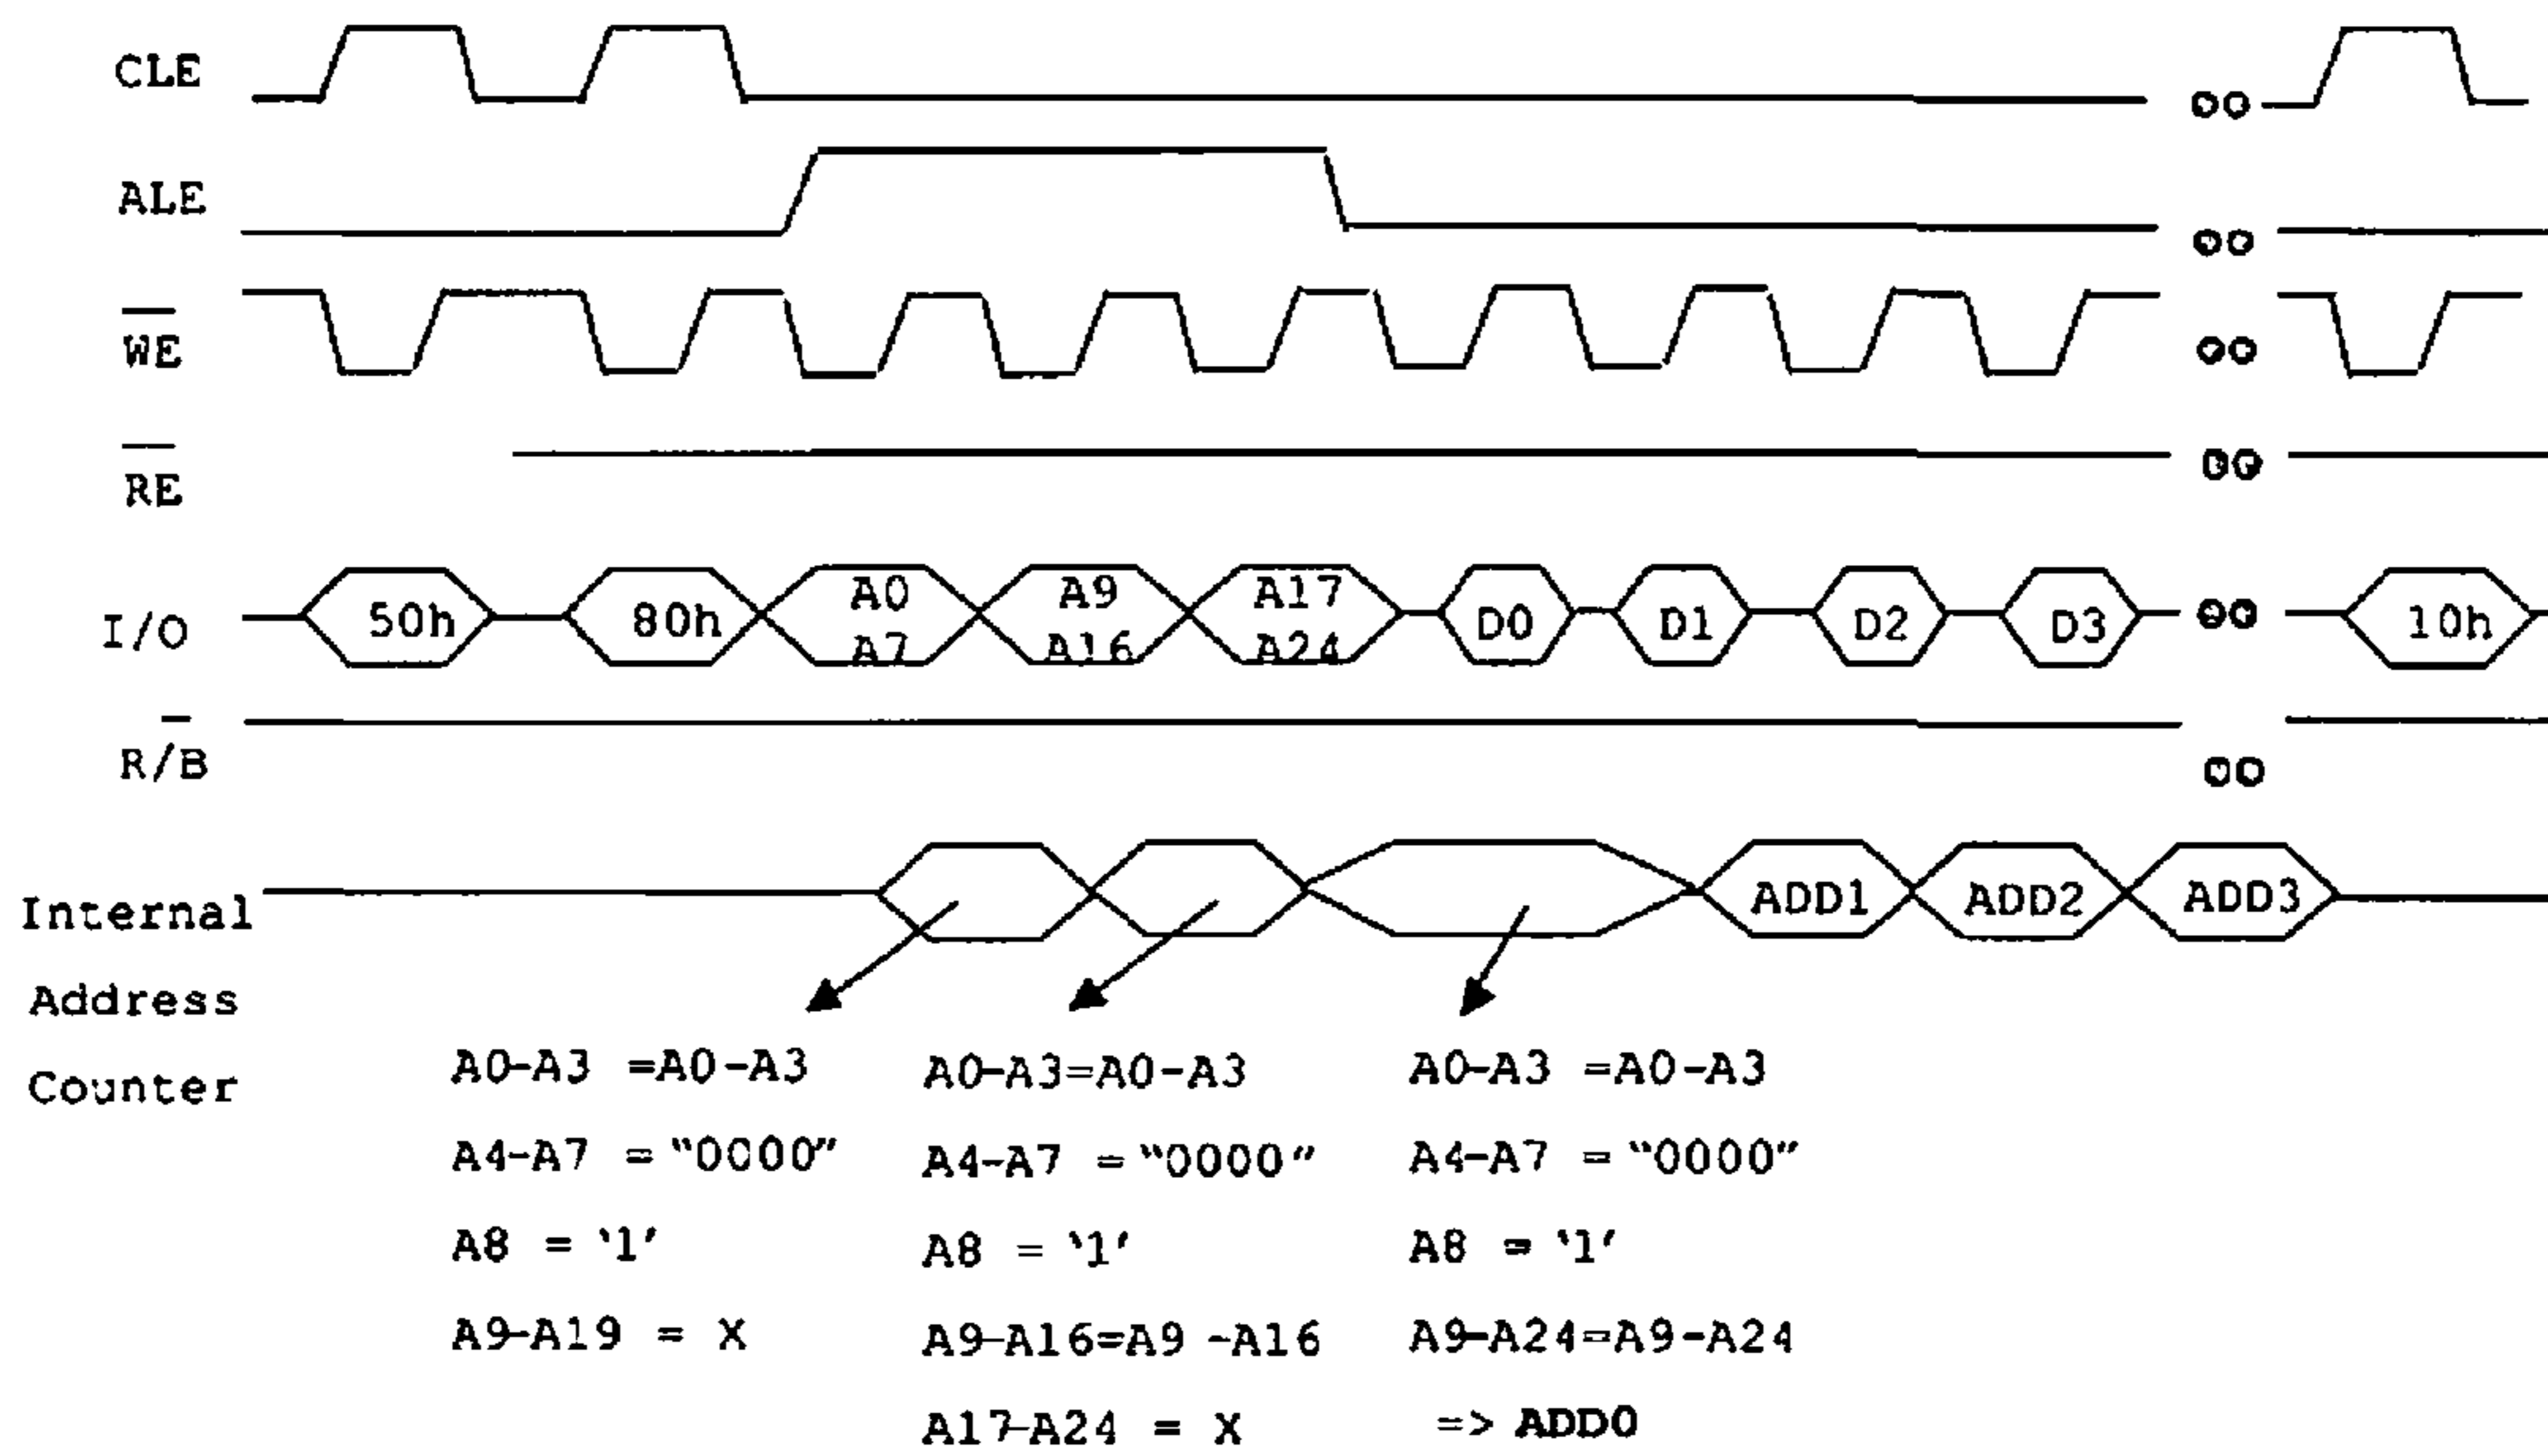 CLE
ALE
WE
RE
I/O
50h
80h
A0
A7
A9
A16
A17
A24
D0
D1
D2
D3
10h
R/B
Internal
Address
Counter
ADD1
ADD2
ADD3
A0-A3 =A0-A3
A4-A7 = “0000”
A8 = ‘1’
A9-A19 = X
A0-A3=A0-A3
A4-A7 = “0000”
A8 = ‘1’
A9-A16=A9 -A16
A17-A24 = X
A0-A3 =A0-A3
A4-A7 = “0000”
A8 = ‘1’
A9-A24=A9-A24
=> ADD0